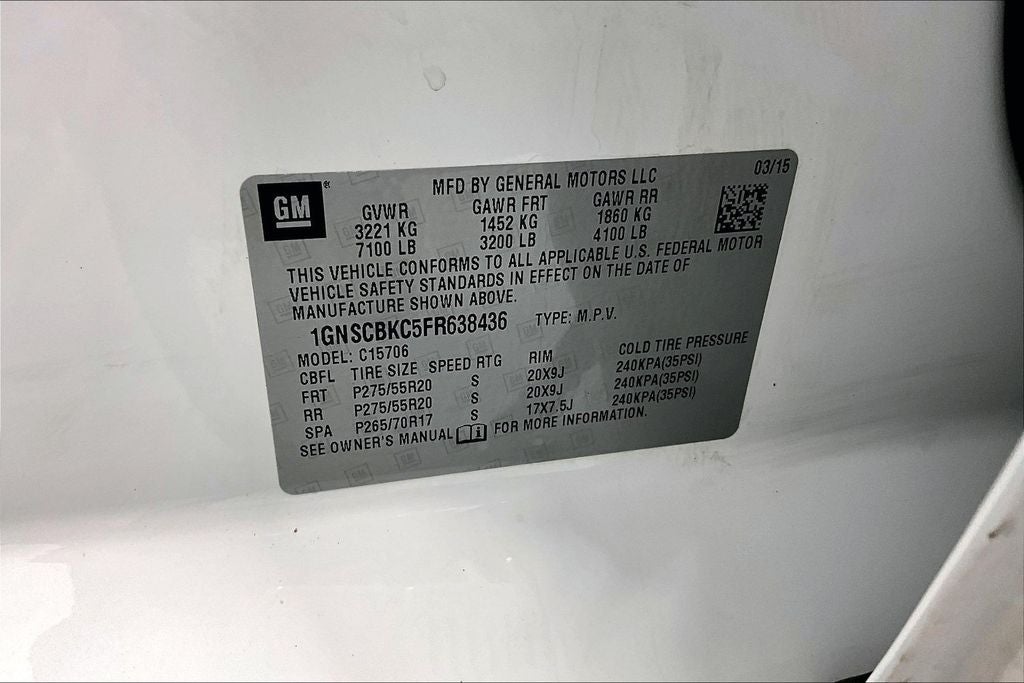 03/15
GM®
MFD BY GENERAL MOTORS LLC
GVWR GAWR FRT GAWR RR
3221 KG 1452 KG 1860 KG
7100 LB 3200 LB 4100 LB
THIS VEHICLE CONFORMS TO ALL APPLICABLE U.S. FEDERAL MOTOR
VEHICLE SAFETY STANDARDS IN EFFECT ON THE DATE OF
MANUFACTURE SHOWN ABOVE.
1GNSCBKC5FR638436 TYPE: M.P.V.
MODEL: C15706
CBFL TIRE SIZE SPEED RTG RIM COLD TIRE PRESSURE
FRT P275/55R20 S 20X9J 240KPA(35PSI)
RR P275/55R20 S 20X9J 240KPA(35PSI)
SPA P265/70R17 S 17X7.5J 240KPA(35PSI)
SEE OWNER'S MANUAL i FOR MORE INFORMATION.